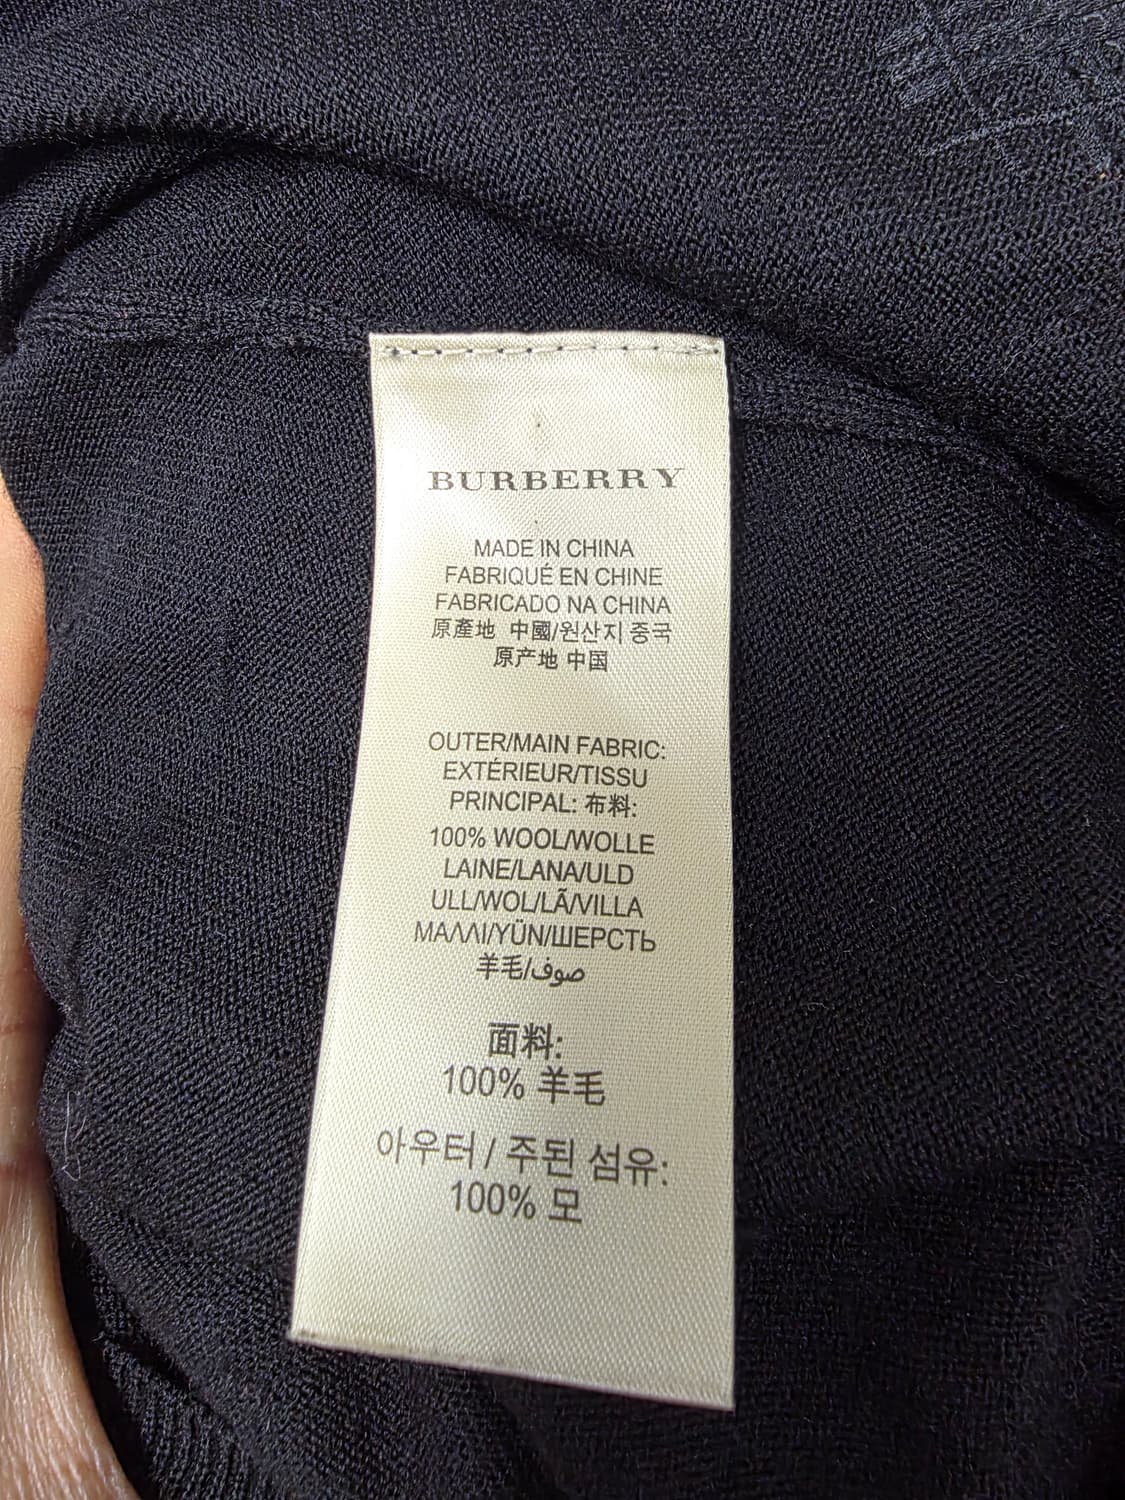 BURBERRY
MADE IN CHINA
FABRIQUÉ EN CHINE
FABRICADO NA CHINA
原產地 中國/원산지 중국
原产地 中国
OUTER/MAIN FABRIC:
EXTÉRIEUR/TISSU
PRINCIPAL: 布料:
100% WOOL/WOLLE
LAINE/LANA/ULD
ULL/WOL/LÃ/VILLA
ΜΑΛΛΙ/YÜN/ШЕРСТЬ
羊毛/صوف
面料:
100% 羊毛
아우터 / 주된 섬유:
100% 모